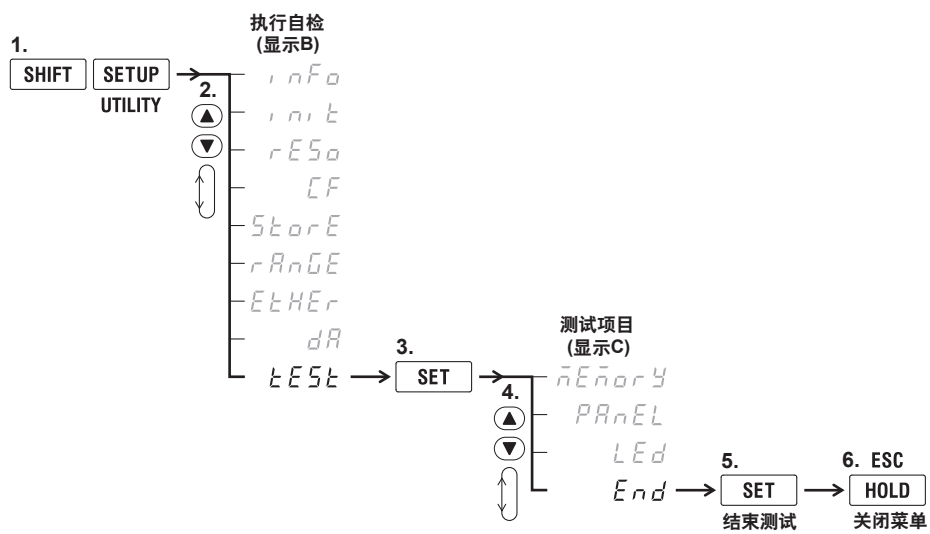 执行自检
(显示B)
1.
SHIFT SETUP
UTILITY
2.
inFo
init
rESo
CF
StorE
rAnGE
EtHEr
dA
tESt
3.
SET
测试项目
(显示C)
4.
mEmorY
PAnEL
LEd
End
5.
SET
结束测试
6. ESC
HOLD
关闭菜单